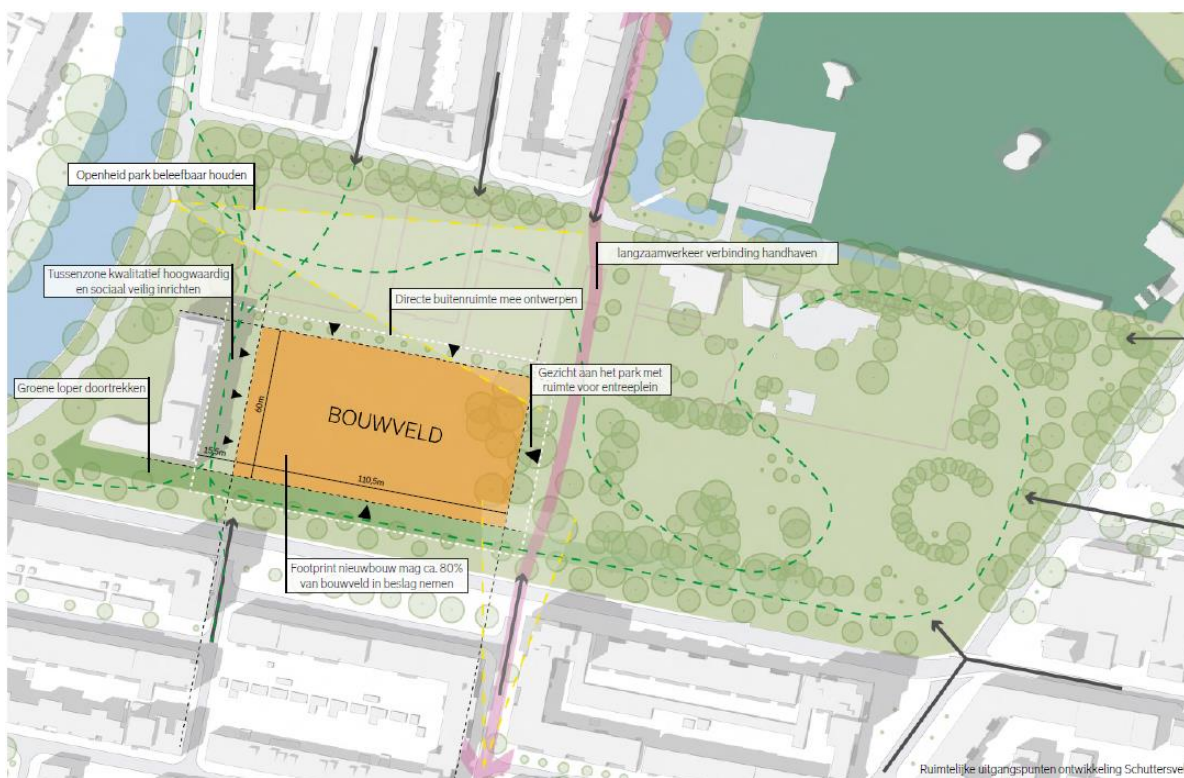 Openheid park beleefbaar houden
langzaamverkeer verbinding handhaven
Tussenzone kwalitatief hoogwaardig
en sociaal veilig inrichten
Directe buitenruimte mee ontwerpen
Gezicht aan het park met
ruimte voor entreeplein
Groene loper doortrekken
60m
BOUWVELD
15,5m
110,5m
Footprint nieuwbouw mag ca. 80%
van bouwveld in beslag nemen
Ruimtelijke uitgangspunten ontwikkeling Schuttersvel